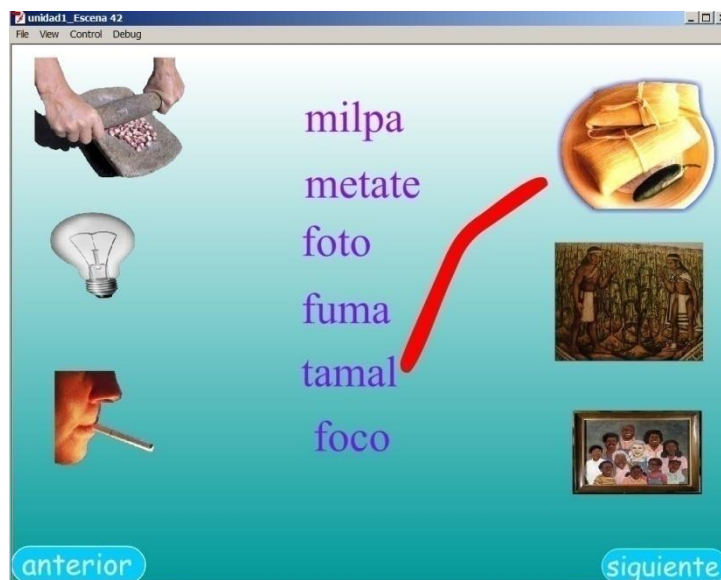 unidad1_Escena 42
File View Control Debug
milpa
metate
foto
fuma
tamal
foco
anterior
siguiente